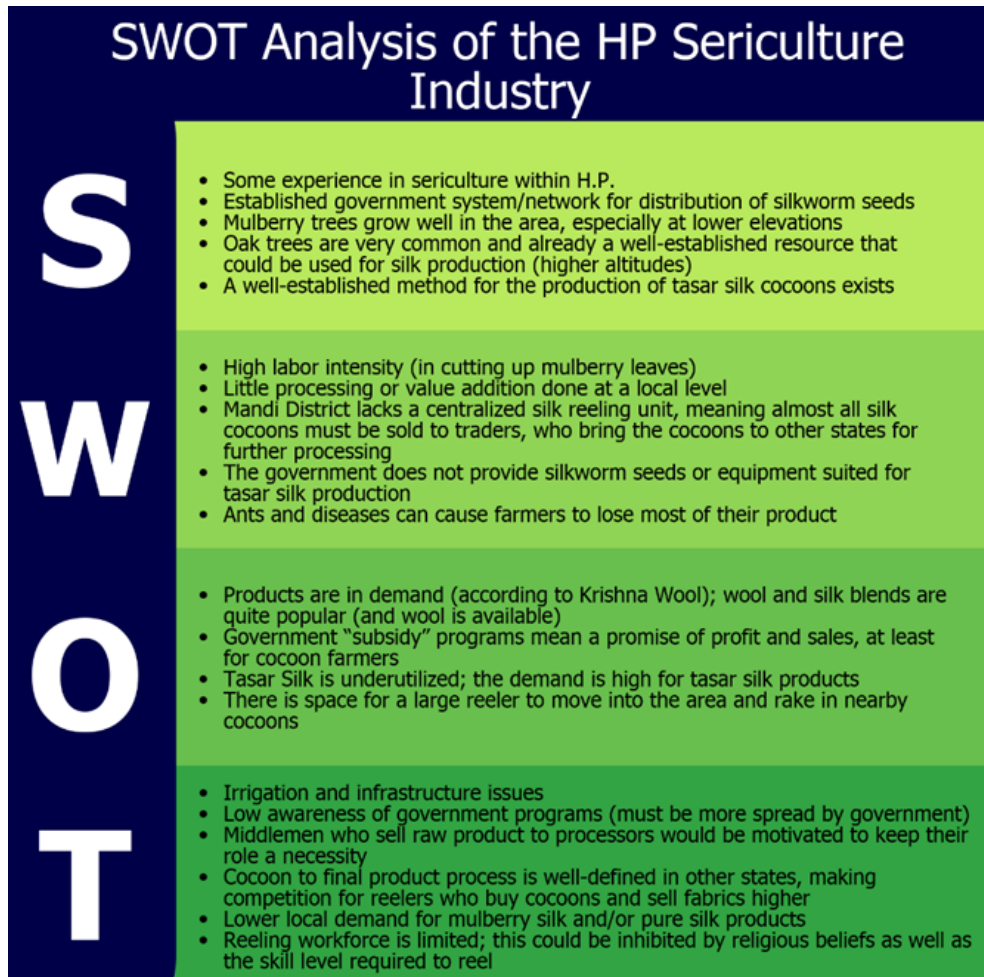 SWOT Analysis of the HP Sericulture
Industry
S
• Some experience in sericulture within H.P.
• Established government system/network for distribution of silkworm seeds
• Mulberry trees grow well in the area, especially at lower elevations
• Oak trees are very common and already a well-established resource that
could be used for silk production (higher altitudes)
• A well-established method for the production of tasar silk cocoons exists
W
• High labor intensity (in cutting up mulberry leaves)
• Little processing or value addition done at a local level
• Mandi District lacks a centralized silk reeling unit, meaning almost all silk
cocoons must be sold to traders, who bring the cocoons to other states for
further processing
• The government does not provide silkworm seeds or equipment suited for
tasar silk production
• Ants and diseases can cause farmers to lose most of their product
O
• Products are in demand (according to Krishna Wool); wool and silk blends are
quite popular (and wool is available)
• Government “subsidy” programs mean a promise of profit and sales, at least
for cocoon farmers
• Tasar Silk is underutilized; the demand is high for tasar silk products
• There is space for a large reeler to move into the area and rake in nearby
cocoons
T
• Irrigation and infrastructure issues
• Low awareness of government programs (must be more spread by government)
• Middlemen who sell raw product to processors would be motivated to keep their
role a necessity
• Cocoon to final product process is well-defined in other states, making
competition for reelers who buy cocoons and sell fabrics higher
• Lower local demand for mulberry silk and/or pure silk products
• Reeling workforce is limited; this could be inhibited by religious beliefs as well as
the skill level required to reel